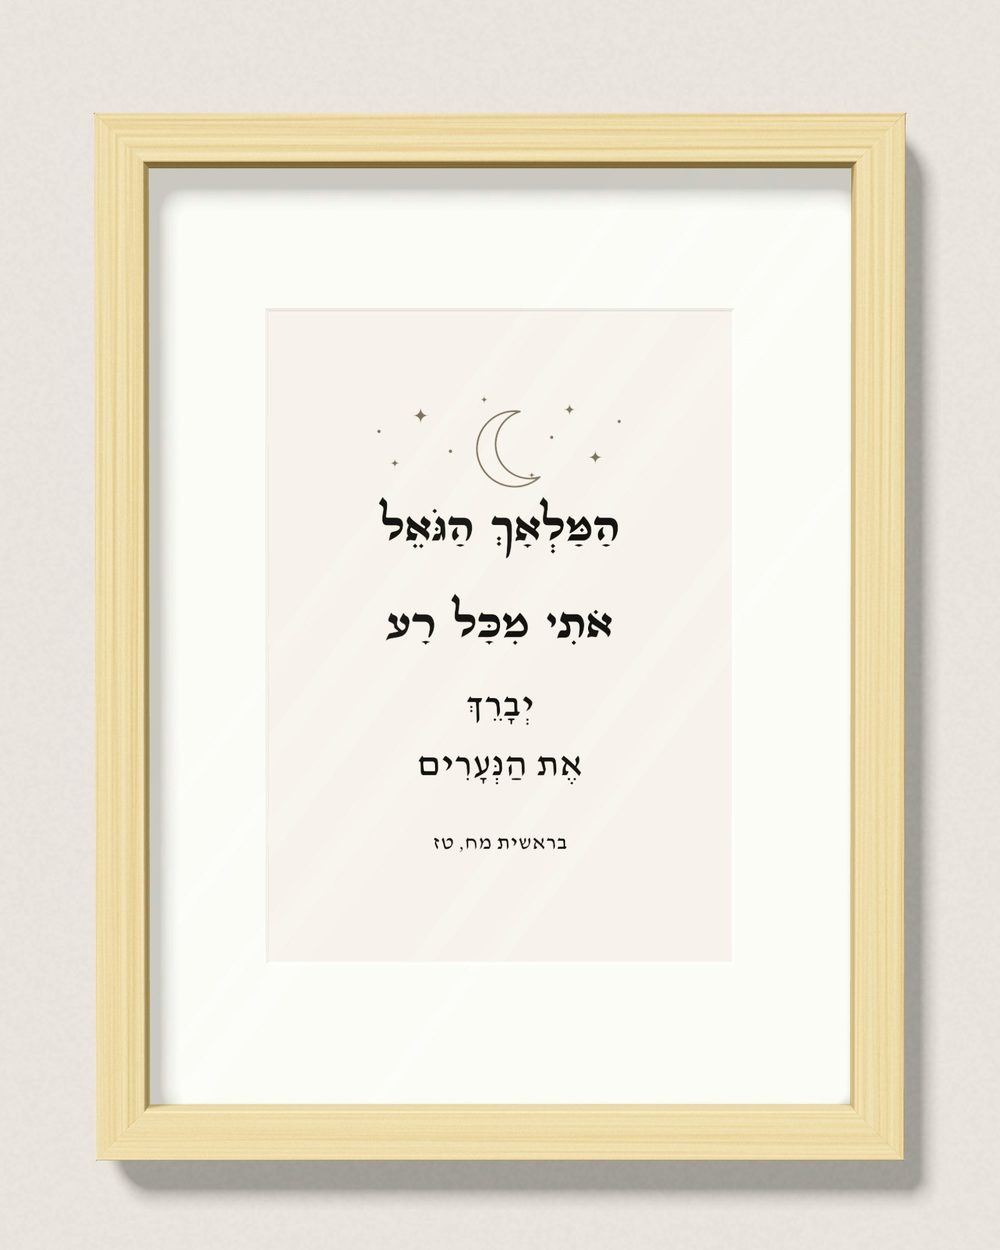 הַמַּלְאָךְ הַגֹּאֵל
אֹתִי מִכָּל רָע
יְבָרֵךְ
אֶת הַנְּעָרִים
בראשית מח, טז